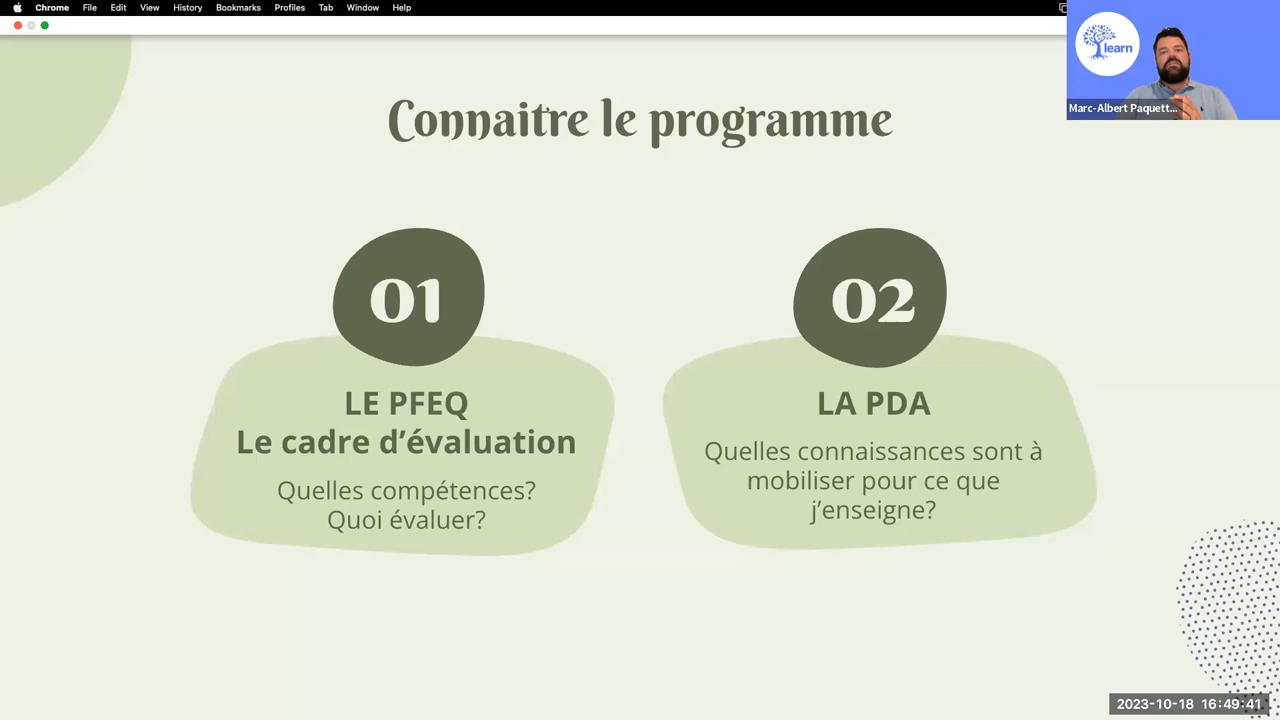 Chrome File Edit View History Bookmarks Profiles Tab Window Help
learn
Marc-Albert Paquett...
Connaitre le programme
01
LE PFEQ
Le cadre d’évaluation
Quelles compétences?
Quoi évaluer?
02
LA PDA
Quelles connaissances sont à
mobiliser pour ce que
j’enseigne?
2023-10-18 16:49:41